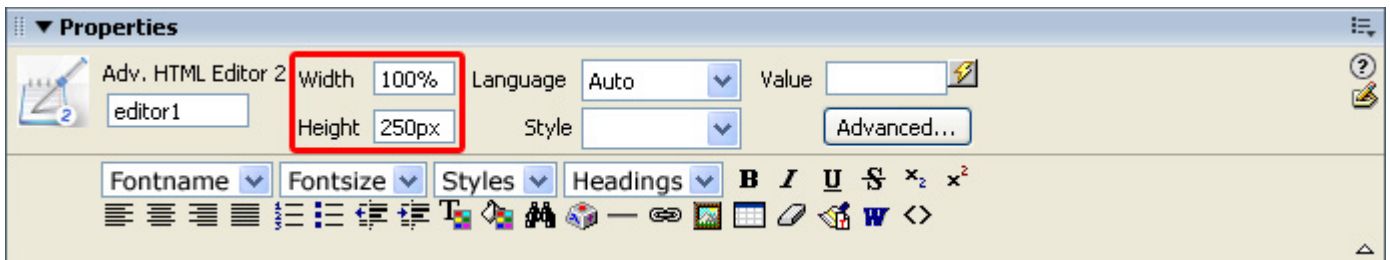 ▼ Properties
Adv. HTML Editor 2 Width 100% Language Auto Value
editor1 Height 250px Style Advanced...
Fontname Fontsize Styles Headings B I U S x₂ x²
W <>